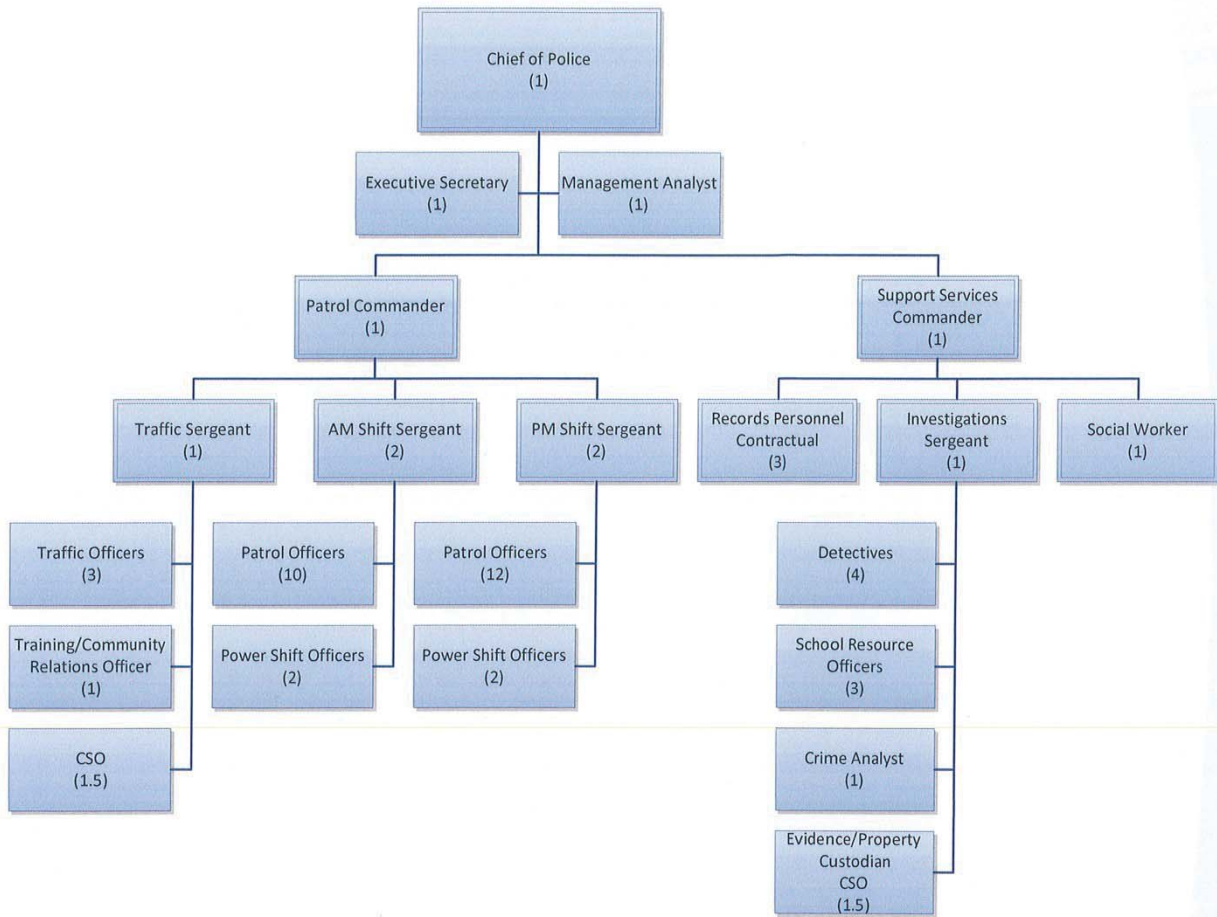 Chief of Police
(1)
Executive Secretary
(1)
Management Analyst
(1)
Patrol Commander
(1)
Support Services
Commander
(1)
Traffic Sergeant
(1)
AM Shift Sergeant
(2)
PM Shift Sergeant
(2)
Records Personnel
Contractual
(3)
Investigations
Sergeant
(1)
Social Worker
(1)
Traffic Officers
(3)
Patrol Officers
(10)
Patrol Officers
(12)
Detectives
(4)
Training/Community
Relations Officer
(1)
Power Shift Officers
(2)
Power Shift Officers
(2)
School Resource
Officers
(3)
CSO
(1.5)
Crime Analyst
(1)
Evidence/Property
Custodian
CSO
(1.5)